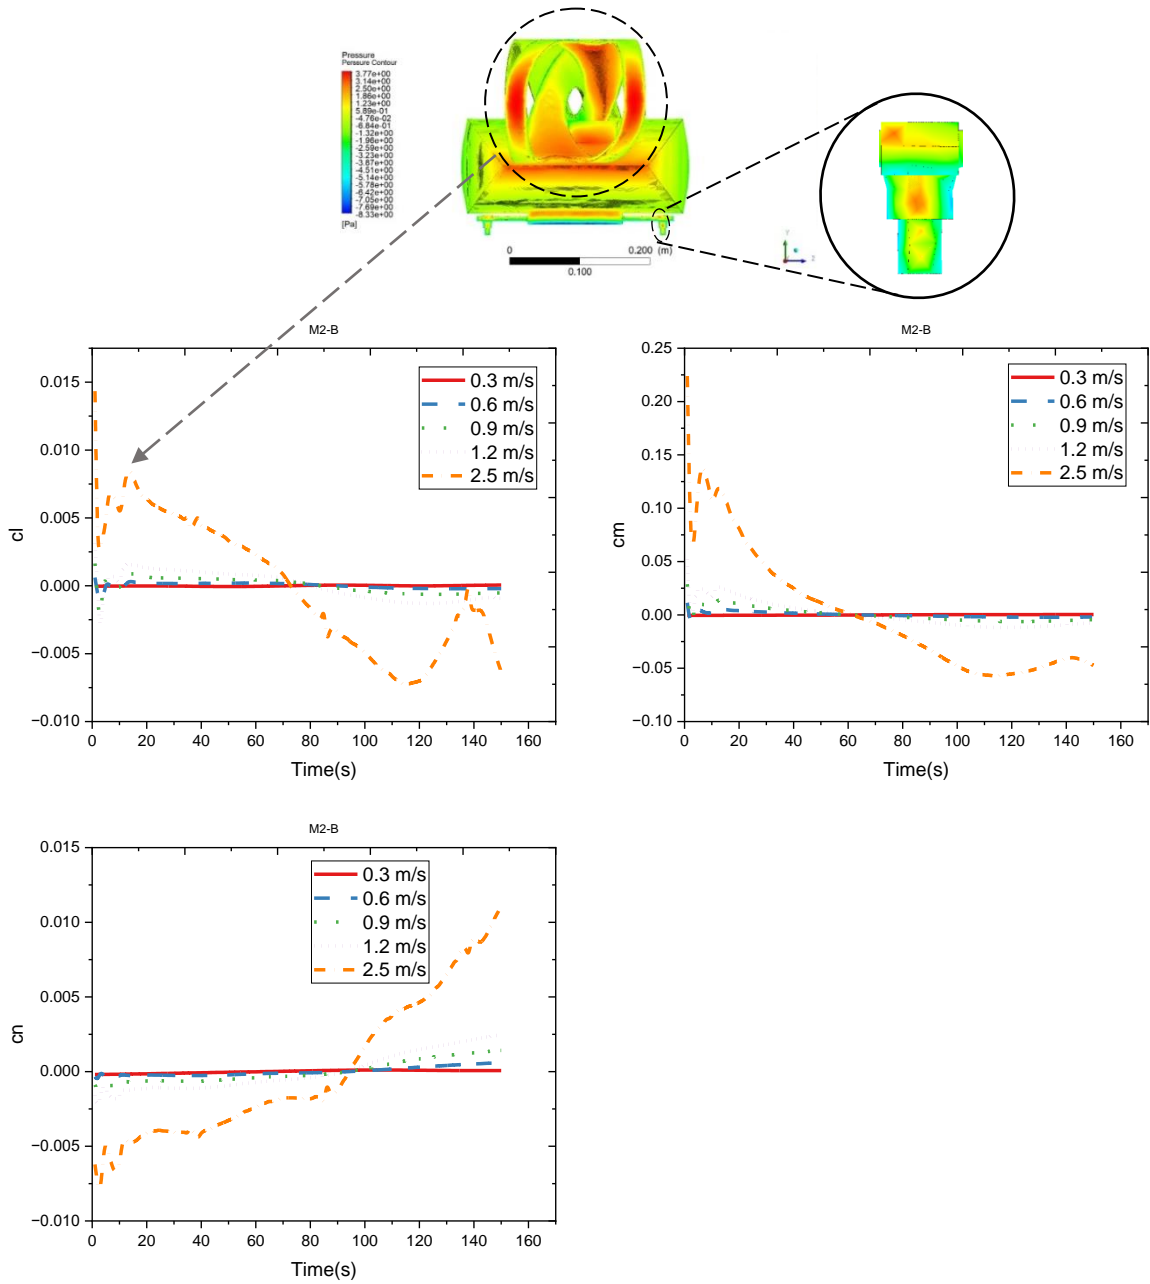 Pressure
Perssure Contour
3.77e+00
3.14e+00
2.50e+00
1.86e+00
1.23e+00
5.89e-01
-4.76e-02
-6.84e-01
-1.32e+00
-1.96e+00
-2.59e+00
-3.23e+00
-3.87e+00
-4.51e+00
-5.14e+00
-5.78e+00
-6.42e+00
-7.05e+00
-7.69e+00
-8.33e+00
[Pa]
0 0.200 (m)
0.100
Y
Z
M2-B
0.015
0.010
0.005
0.000
−0.005
−0.010
cl
0 20 40 60 80 100 120 140 160
Time(s)
0.3 m/s
0.6 m/s
0.9 m/s
1.2 m/s
2.5 m/s
M2-B
0.25
0.20
0.15
0.10
0.05
0.00
−0.05
−0.10
cm
0 20 40 60 80 100 120 140 160
Time(s)
0.3 m/s
0.6 m/s
0.9 m/s
1.2 m/s
2.5 m/s
M2-B
0.015
0.010
0.005
0.000
−0.005
−0.010
cn
0 20 40 60 80 100 120 140 160
Time(s)
0.3 m/s
0.6 m/s
0.9 m/s
1.2 m/s
2.5 m/s